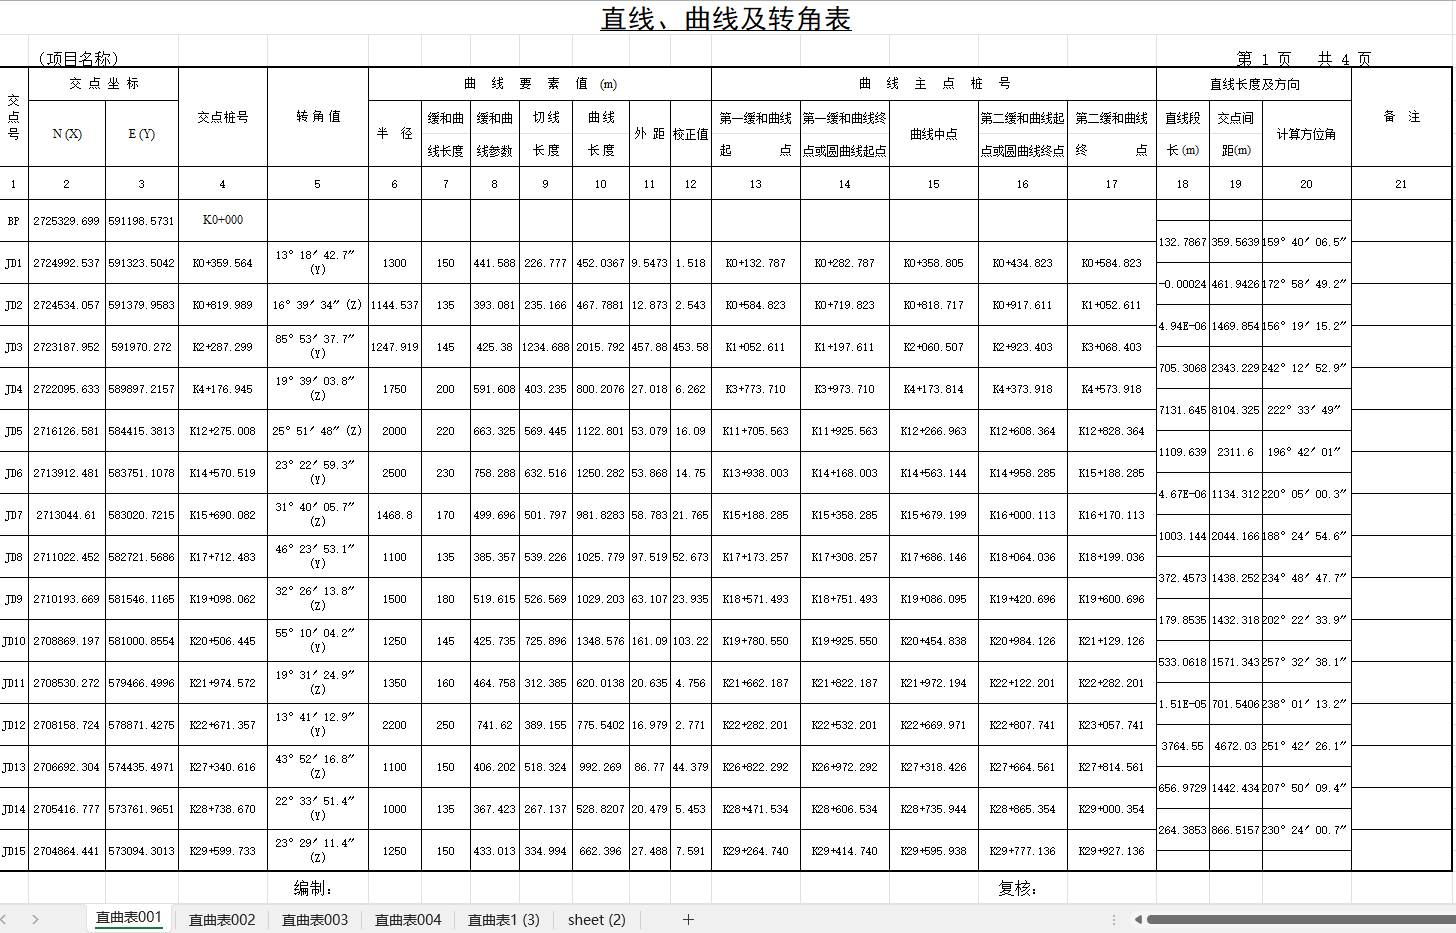 直线、曲线及转角表
（项目名称） 第 1 页 共 4 页
交点号 交 点 坐 标 交点桩号 转 角 值 曲 线 要 素 值 (m) 曲 线 主 点 桩 号 直线长度及方向 备 注
N (X) E (Y) 半 径 缓和曲线长度 缓和曲线参数 切线长度 曲线长度 外 距 校正值 第一缓和曲线起点 第一缓和曲线终点或圆曲线起点 曲线中点 第二缓和曲线起点或圆曲线终点 第二缓和曲线终点 直线段长 (m) 交点间距(m) 计算方位角
1 2 3 4 5 6 7 8 9 10 11 12 13 14 15 16 17 18 19 20 21
BP 2725329.699 591198.5731 K0+000
132.7867 359.5639 159° 40′ 06.5″
JD1 2724992.537 591323.5042 K0+359.564 13° 18′ 42.7″ (Y) 1300 150 441.588 226.777 452.0367 9.5473 1.518 K0+132.787 K0+282.787 K0+358.805 K0+434.823 K0+584.823
-0.00024 461.9426 172° 58′ 49.2″
JD2 2724534.057 591379.9583 K0+819.989 16° 39′ 34″ (Z) 1144.537 135 393.081 235.166 467.7881 12.873 2.543 K0+584.823 K0+719.823 K0+818.717 K0+917.611 K1+052.611
4.94E-06 1469.854 156° 19′ 15.2″
JD3 2723187.952 591970.272 K2+287.299 85° 53′ 37.7″ (Y) 1247.919 145 425.38 1234.688 2015.792 457.88 453.58 K1+052.611 K1+197.611 K2+060.507 K2+923.403 K3+068.403
705.3068 2343.229 242° 12′ 52.9″
JD4 2722095.633 589897.2157 K4+176.945 19° 39′ 03.8″ (Z) 1750 200 591.608 403.235 800.2076 27.018 6.262 K3+773.710 K3+973.710 K4+173.814 K4+373.918 K4+573.918
7131.645 8104.325 222° 33′ 49″
JD5 2716126.581 584415.3813 K12+275.008 25° 51′ 48″ (Z) 2000 220 663.325 569.445 1122.801 53.079 16.09 K11+705.563 K11+925.563 K12+266.963 K12+608.364 K12+828.364
1109.639 2311.6 196° 42′ 01″
JD6 2713912.481 583751.1078 K14+570.519 23° 22′ 59.3″ (Y) 2500 230 758.288 632.516 1250.282 53.868 14.75 K13+938.003 K14+168.003 K14+563.144 K14+958.285 K15+188.285
4.67E-06 1134.312 220° 05′ 00.3″
JD7 2713044.61 583020.7215 K15+690.082 31° 40′ 05.7″ (Z) 1468.8 170 499.696 501.797 981.8283 58.783 21.765 K15+188.285 K15+358.285 K15+679.199 K16+000.113 K16+170.113
1003.144 2044.166 188° 24′ 54.6″
JD8 2711022.452 582721.5686 K17+712.483 46° 23′ 53.1″ (Y) 1100 135 385.357 539.226 1025.779 97.519 52.673 K17+173.257 K17+308.257 K17+686.146 K18+064.036 K18+199.036
372.4573 1438.252 234° 48′ 47.7″
JD9 2710193.669 581546.1165 K19+098.062 32° 26′ 13.8″ (Z) 1500 180 519.615 526.569 1029.203 63.107 23.935 K18+571.493 K18+751.493 K19+086.095 K19+420.696 K19+600.696
179.8535 1432.318 202° 22′ 33.9″
JD10 2708869.197 581000.8554 K20+506.445 55° 10′ 04.2″ (Y) 1250 145 425.735 725.896 1348.576 161.09 103.22 K19+780.550 K19+925.550 K20+454.838 K20+984.126 K21+129.126
533.0618 1571.343 257° 32′ 38.1″
JD11 2708530.272 579466.4996 K21+974.572 19° 31′ 24.9″ (Z) 1350 160 464.758 312.385 620.0138 20.635 4.756 K21+662.187 K21+822.187 K21+972.194 K22+122.201 K22+282.201
1.51E-05 701.5406 238° 01′ 13.2″
JD12 2708158.724 578871.4275 K22+671.357 13° 41′ 12.9″ (Y) 2200 250 741.62 389.155 775.5402 16.979 2.771 K22+282.201 K22+532.201 K22+669.971 K22+807.741 K23+057.741
3764.55 4672.03 251° 42′ 26.1″
JD13 2706692.304 574435.4971 K27+340.616 43° 52′ 16.8″ (Z) 1100 150 406.202 518.324 992.269 86.77 44.379 K26+822.292 K26+972.292 K27+318.426 K27+664.561 K27+814.561
656.9729 1442.434 207° 50′ 09.4″
JD14 2705416.777 573761.9651 K28+738.670 22° 33′ 51.4″ (Y) 1000 135 367.423 267.137 528.8207 20.479 5.453 K28+471.534 K28+606.534 K28+735.944 K28+865.354 K29+000.354
264.3853 866.5157 230° 24′ 00.7″
JD15 2704864.441 573094.3013 K29+599.733 23° 29′ 11.4″ (Z) 1250 150 433.013 334.994 662.396 27.488 7.591 K29+264.740 K29+414.740 K29+595.938 K29+777.136 K29+927.136
编制： 复核：
直曲表001 直曲表002 直曲表003 直曲表004 直曲表1 (3) sheet (2)